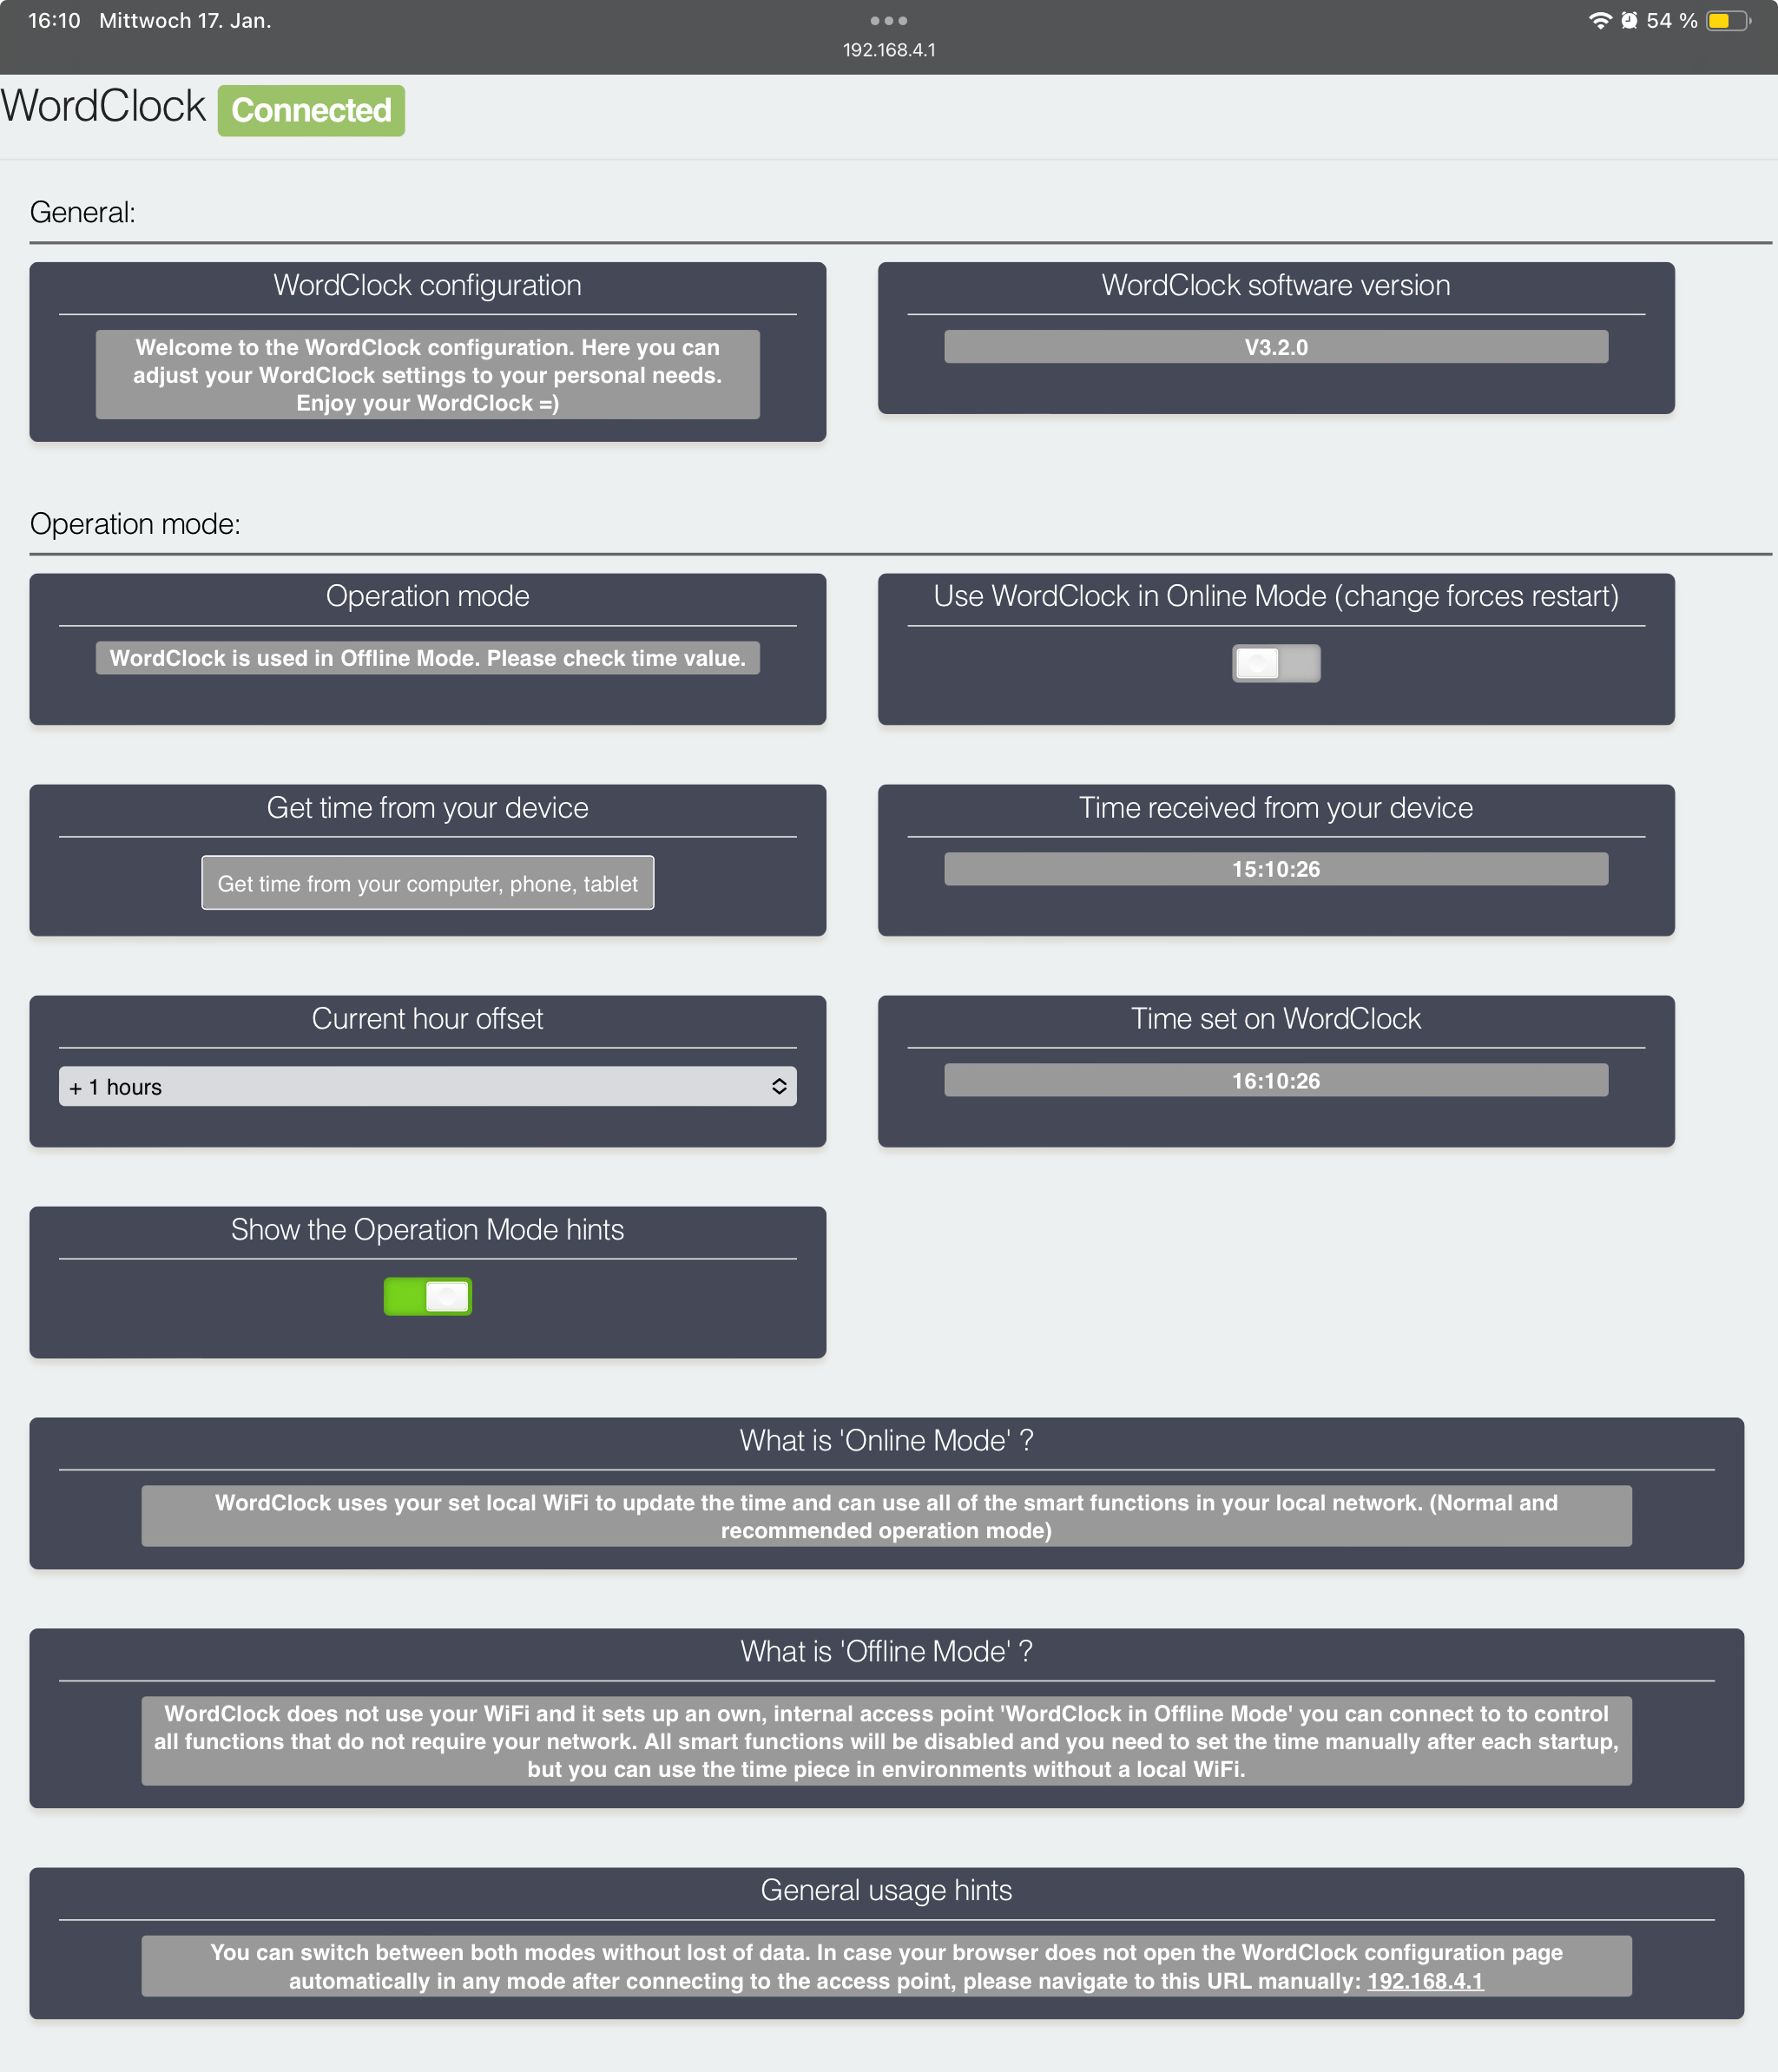 16:10 Mittwoch 17. Jan.
54 %
192.168.4.1
WordClock Connected
General:
WordClock configuration
Welcome to the WordClock configuration. Here you can
adjust your WordClock settings to your personal needs.
Enjoy your WordClock =)
WordClock software version
V3.2.0
Operation mode:
Operation mode
WordClock is used in Offline Mode. Please check time value.
Use WordClock in Online Mode (change forces restart)
Get time from your device
Get time from your computer, phone, tablet
Time received from your device
15:10:26
Current hour offset
+ 1 hours
Time set on WordClock
16:10:26
Show the Operation Mode hints
What is 'Online Mode' ?
WordClock uses your set local WiFi to update the time and can use all of the smart functions in your local network. (Normal and
recommended operation mode)
What is 'Offline Mode' ?
WordClock does not use your WiFi and it sets up an own, internal access point 'WordClock in Offline Mode' you can connect to to control
all functions that do not require your network. All smart functions will be disabled and you need to set the time manually after each startup,
but you can use the time piece in environments without a local WiFi.
General usage hints
You can switch between both modes without lost of data. In case your browser does not open the WordClock configuration page
automatically in any mode after connecting to the access point, please navigate to this URL manually: 192.168.4.1